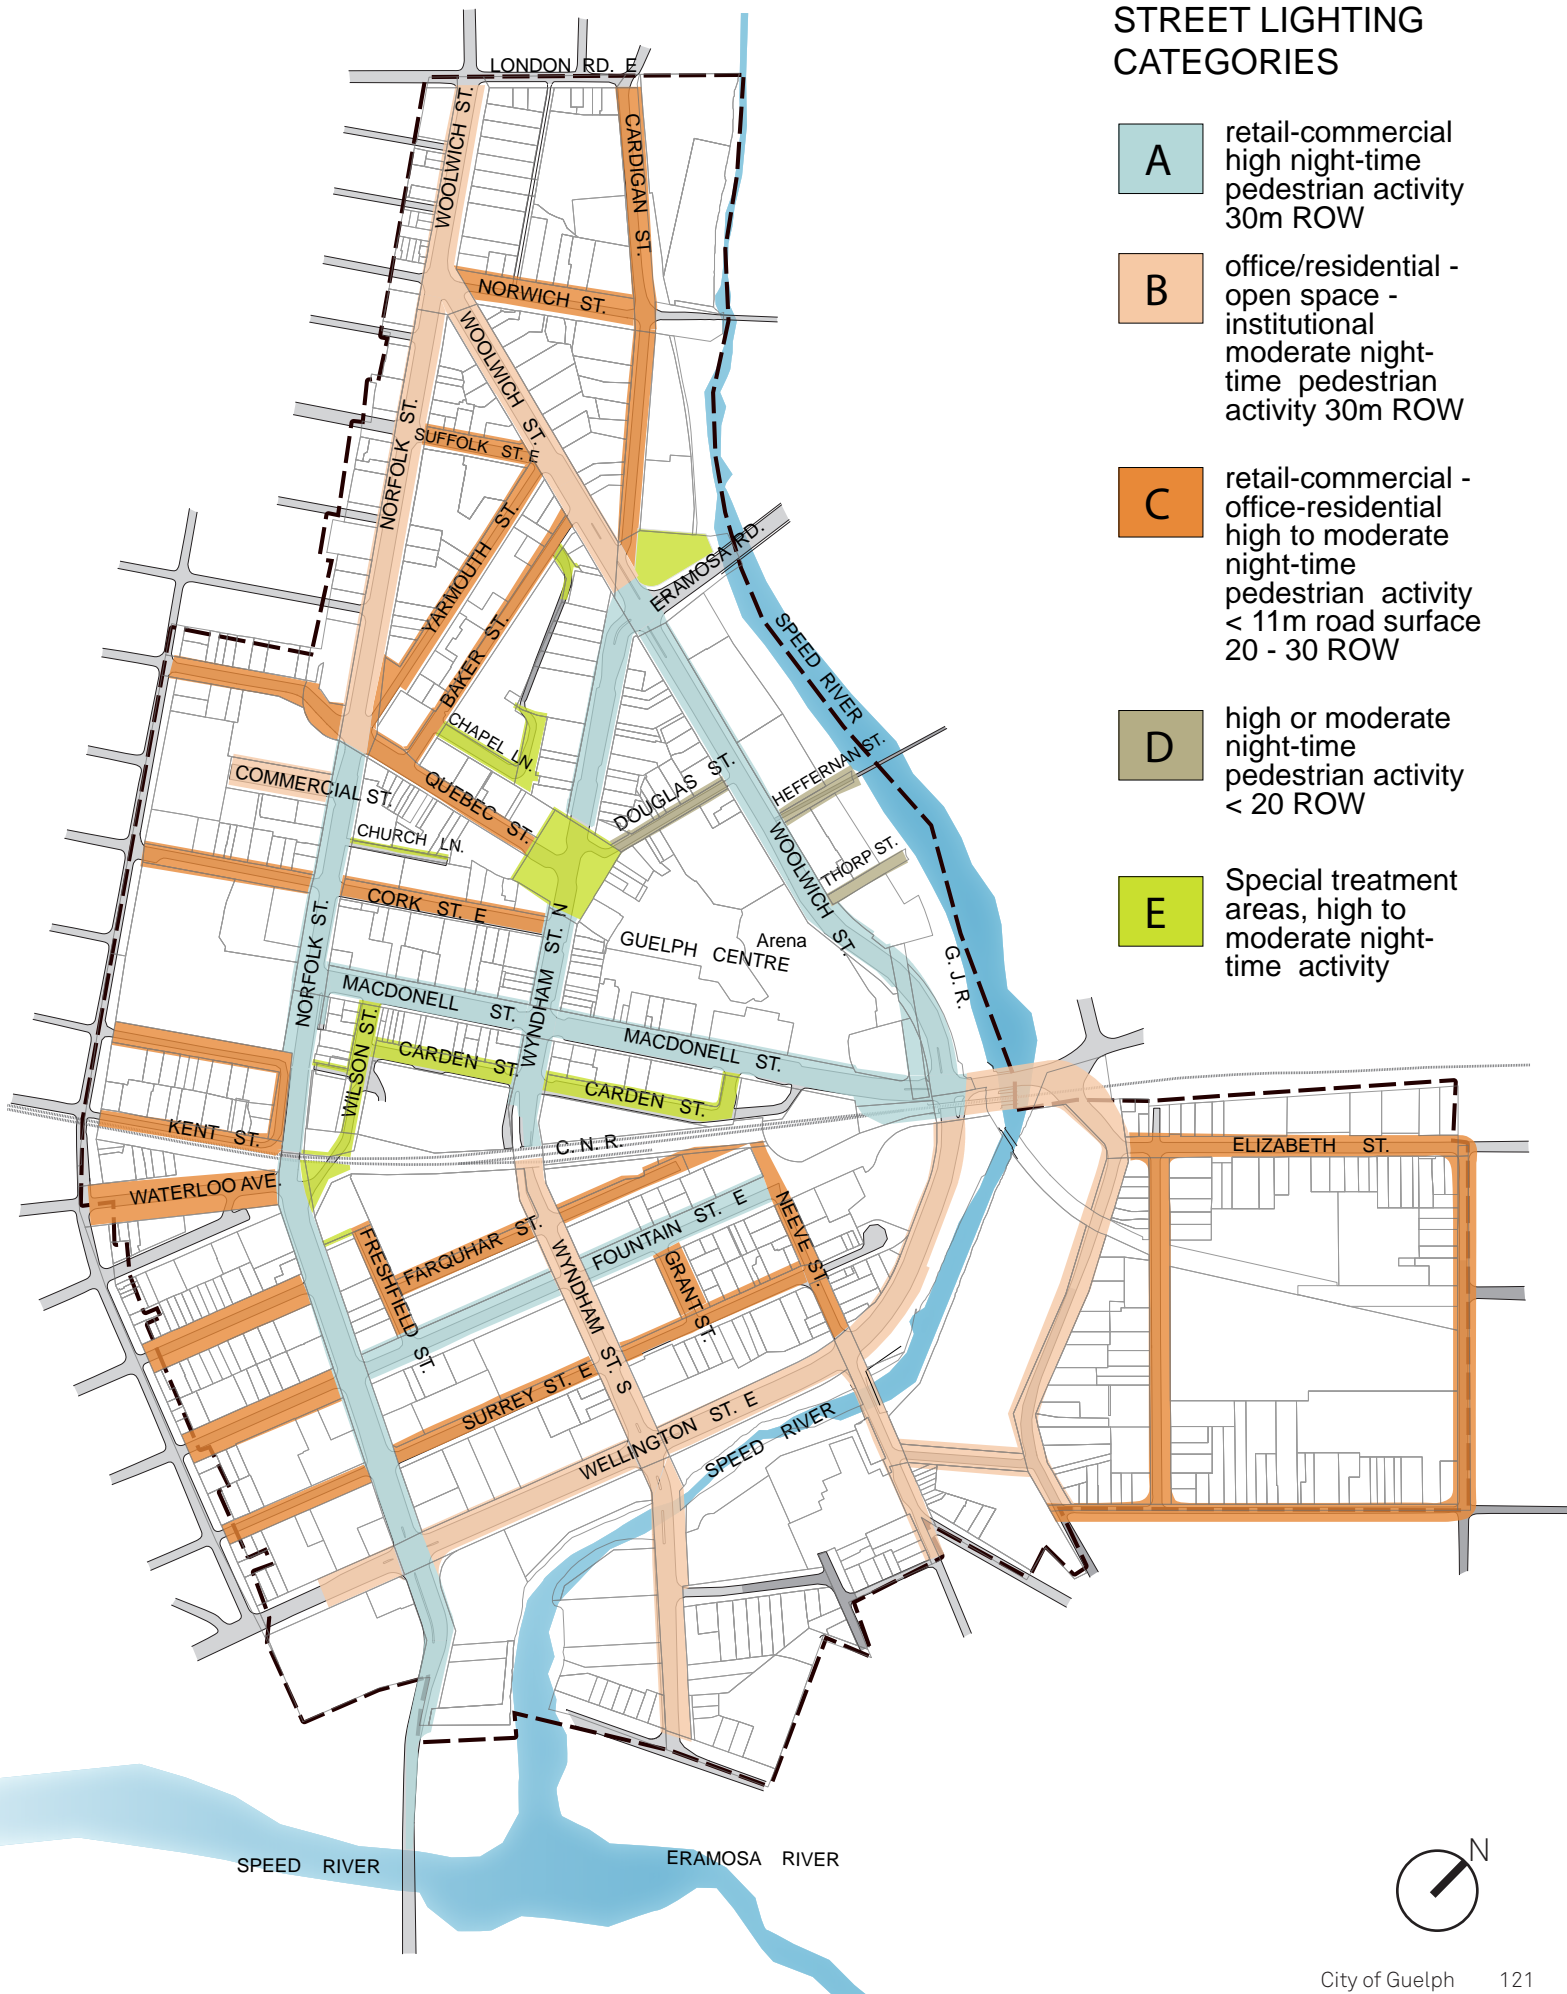 STREET LIGHTING
CATEGORIES
A
retail-commercial
high night-time
pedestrian activity
30m ROW
B
office/residential -
open space -
institutional
moderate night-
time pedestrian
activity 30m ROW
C
retail-commercial -
office-residential
high to moderate
night-time
pedestrian activity
< 11m road surface
20 - 30 ROW
D
high or moderate
night-time
pedestrian activity
< 20 ROW
E
Special treatment
areas, high to
moderate night-
time activity
LONDON RD. E
WOOLWICH ST.
CARDIGAN ST.
NORWICH ST.
WOOLWICH ST.
NORFOLK ST.
SUFFOLK ST. E
YARMOUTH ST.
BAKER ST.
ERAMOSA RD.
SPEED RIVER
CHAPEL LN.
COMMERCIAL ST.
QUEBEC ST.
DOUGLAS ST.
HEFFERNAN ST.
CHURCH LN.
THORP ST.
WOOLWICH ST.
CORK ST. E
NORFOLK ST.
WYNDHAM ST. N
GUELPH CENTRE
Arena
G. J. R.
MACDONELL ST.
MACDONELL ST.
WILSON ST.
CARDEN ST.
CARDEN ST.
KENT ST.
C. N. R.
ELIZABETH ST.
WATERLOO AVE.
FARQUHAR ST.
FOUNTAIN ST. E
NEEVE ST.
FRESHFIELD ST.
GRANT ST.
WYNDHAM ST. S
SURREY ST. E
WELLINGTON ST. E
SPEED RIVER
SPEED RIVER
ERAMOSA RIVER
N
City of Guelph 121